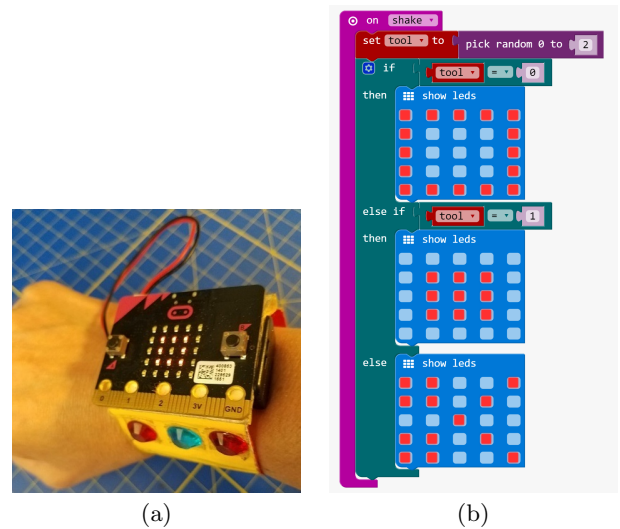 on shake
set tool to pick random 0 to 2
if tool = 0
then show leds
else if tool = 1
then show leds
else show leds
0 1 2 3V GND
(a) (b)